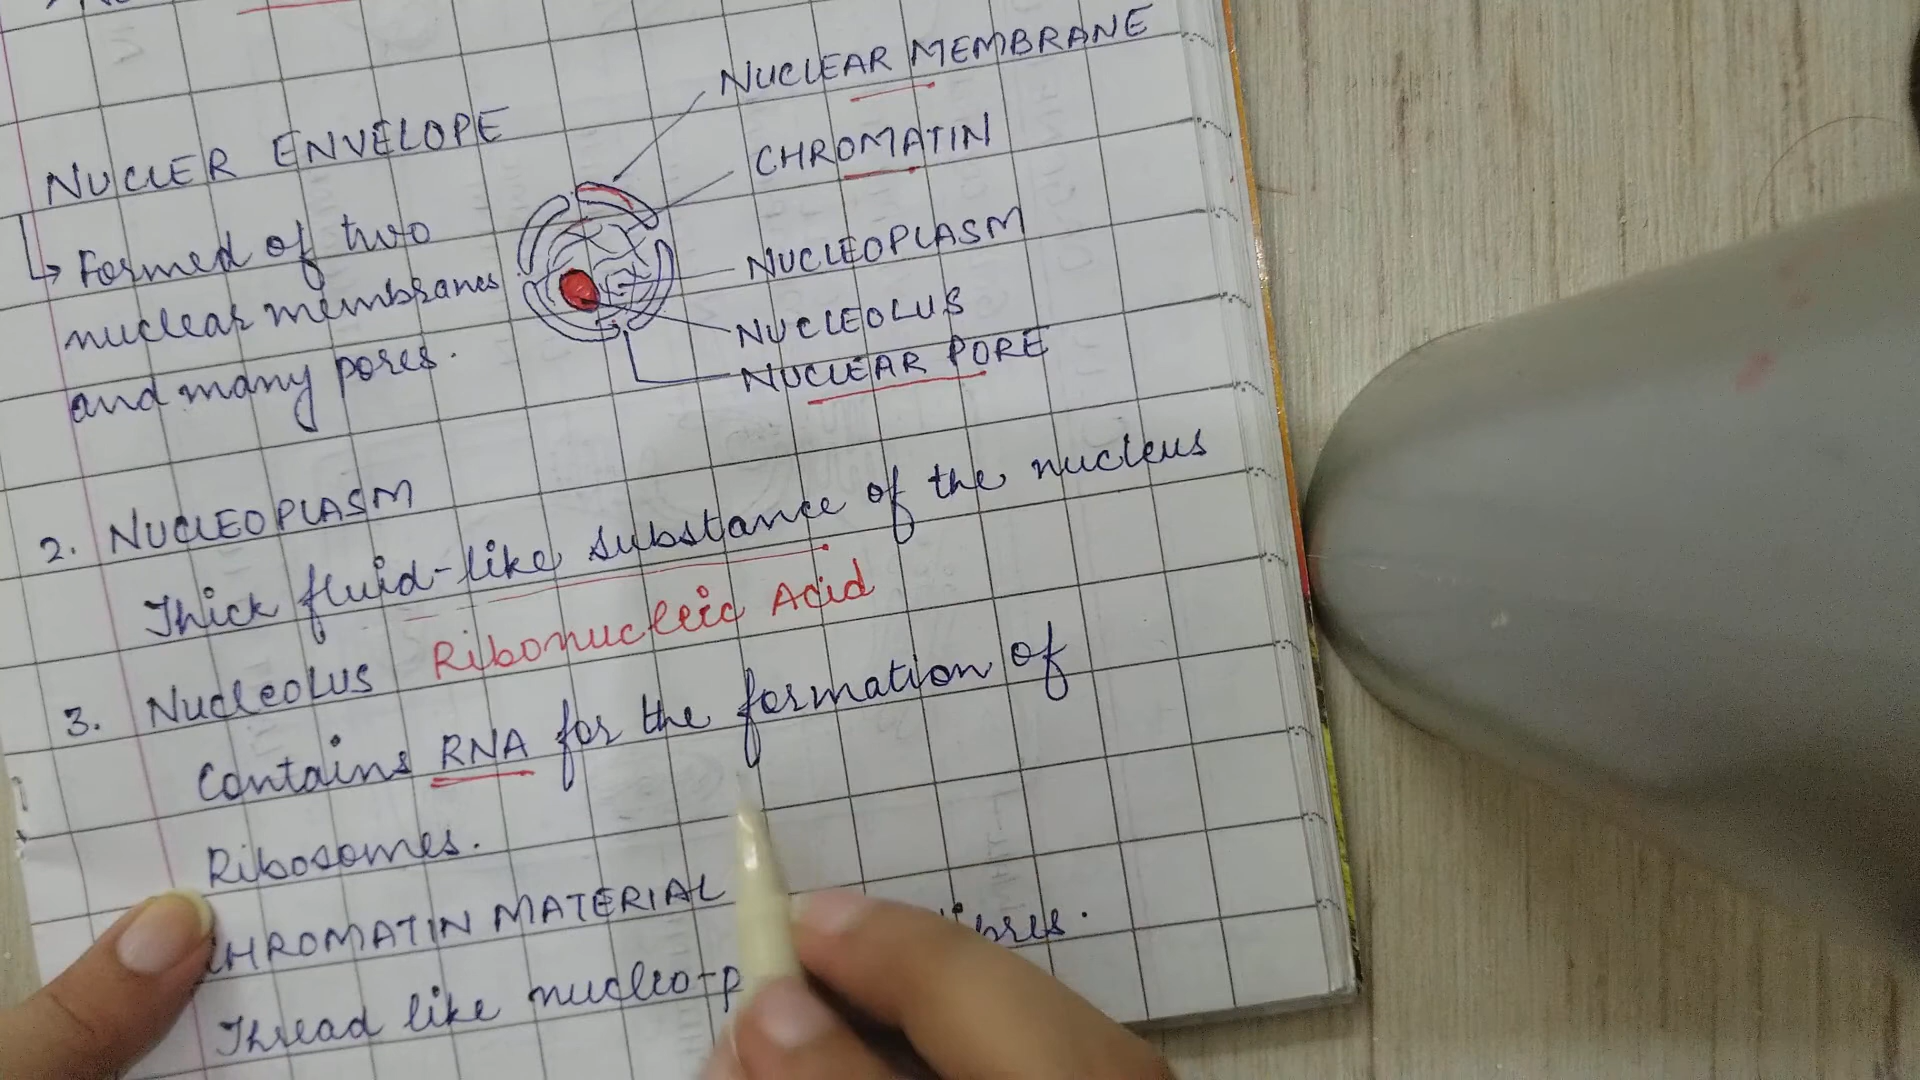 NUCLEAR MEMBRANE
CHROMATIN
NUCLER ENVELOPE
Formed of two
nuclear membranes
and many pores.
NUCLEOPLASM
NUCLEOLUS
NUCLEAR PORE
2. NUCLEOPLASM
Thick fluid-like substance of the nucleus
Ribonucleic Acid
3. NucleoLUS
Contains RNA for the formation of
Ribosomes.
CHROMATIN MATERIAL
Thread like nucleo-p